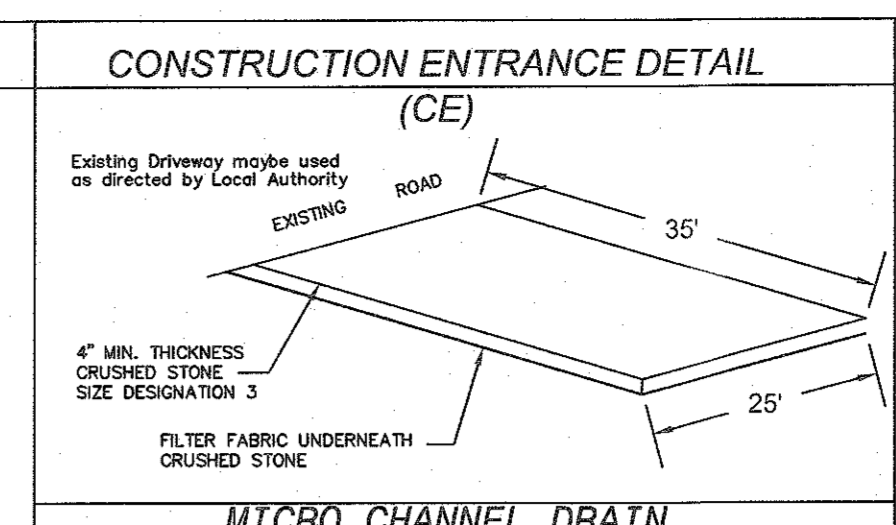 CONSTRUCTION ENTRANCE DETAIL
(CE)
Existing Driveway maybe used
as directed by Local Authority
EXISTING ROAD
35'
4" MIN. THICKNESS
CRUSHED STONE
SIZE DESIGNATION 3
25'
FILTER FABRIC UNDERNEATH
CRUSHED STONE
MICRO CHANNEL DRAIN